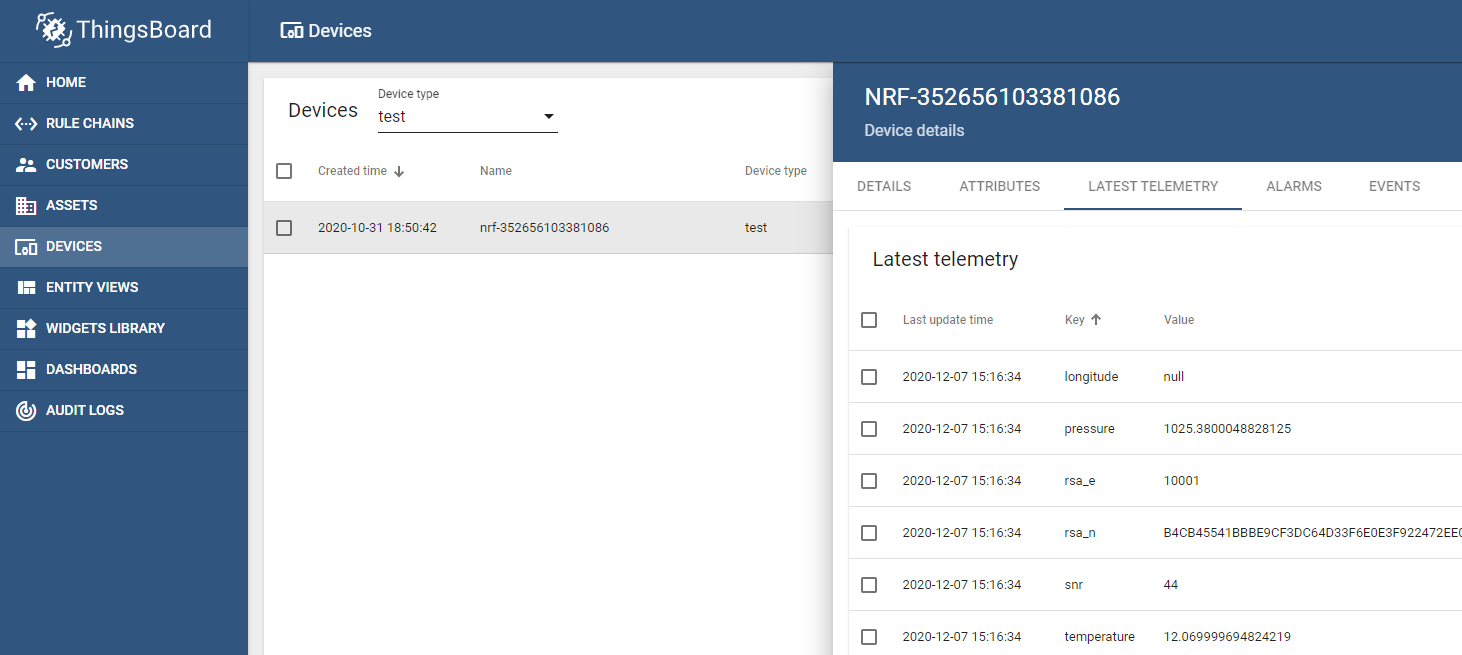 ThingsBoard
Devices
HOME
RULE CHAINS
CUSTOMERS
ASSETS
DEVICES
ENTITY VIEWS
WIDGETS LIBRARY
DASHBOARDS
AUDIT LOGS
Devices
Device type
test
Created time Name Device type
2020-10-31 18:50:42 nrf-352656103381086 test
NRF-352656103381086
Device details
DETAILS ATTRIBUTES LATEST TELEMETRY ALARMS EVENTS
Latest telemetry
Last update time Key Value
2020-12-07 15:16:34 longitude null
2020-12-07 15:16:34 pressure 1025.3800048828125
2020-12-07 15:16:34 rsa_e 10001
2020-12-07 15:16:34 rsa_n B4CB45541BBBE9CF3DC64D33F6E0E3F922472EE0
2020-12-07 15:16:34 snr 44
2020-12-07 15:16:34 temperature 12.069999694824219